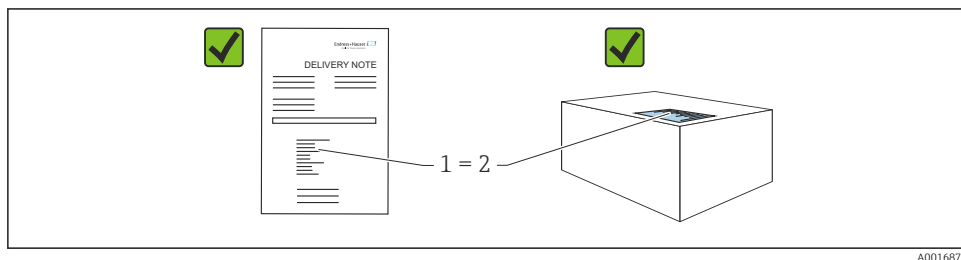 Endress+Hauser
DELIVERY NOTE
1 = 2
A001687